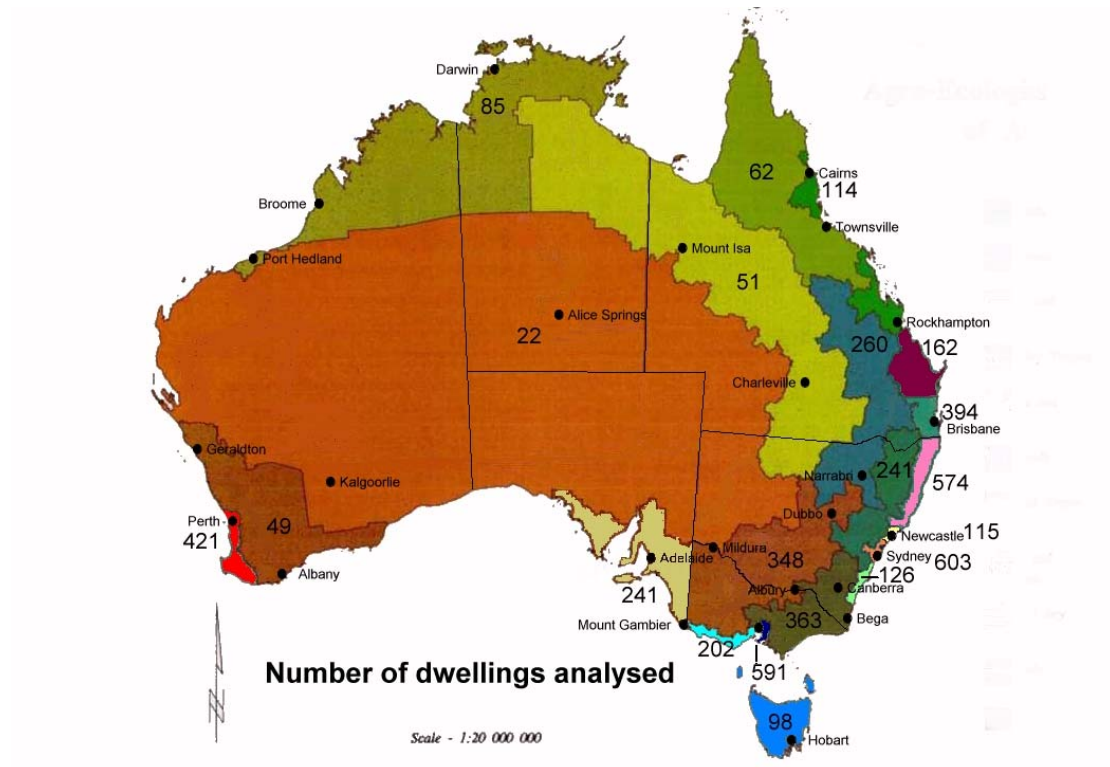 Darwin
85
62
Cairns
114
Broome
Townsville
Mount Isa
Port Hedland
51
Alice Springs
22
Rockhampton
260
162
Charleville
394
Brisbane
Geraldton
241
Narrabri
574
Kalgoorlie
Dubbo
Perth
49
Newcastle 115
421
Mildura
Sydney 603
Adelaide
348
126
Albany
Albury
Canberra
241
363
Bega
Mount Gambier
202
591
Number of dwellings analysed
98
Scale - 1:20 000 000
Hobart
N